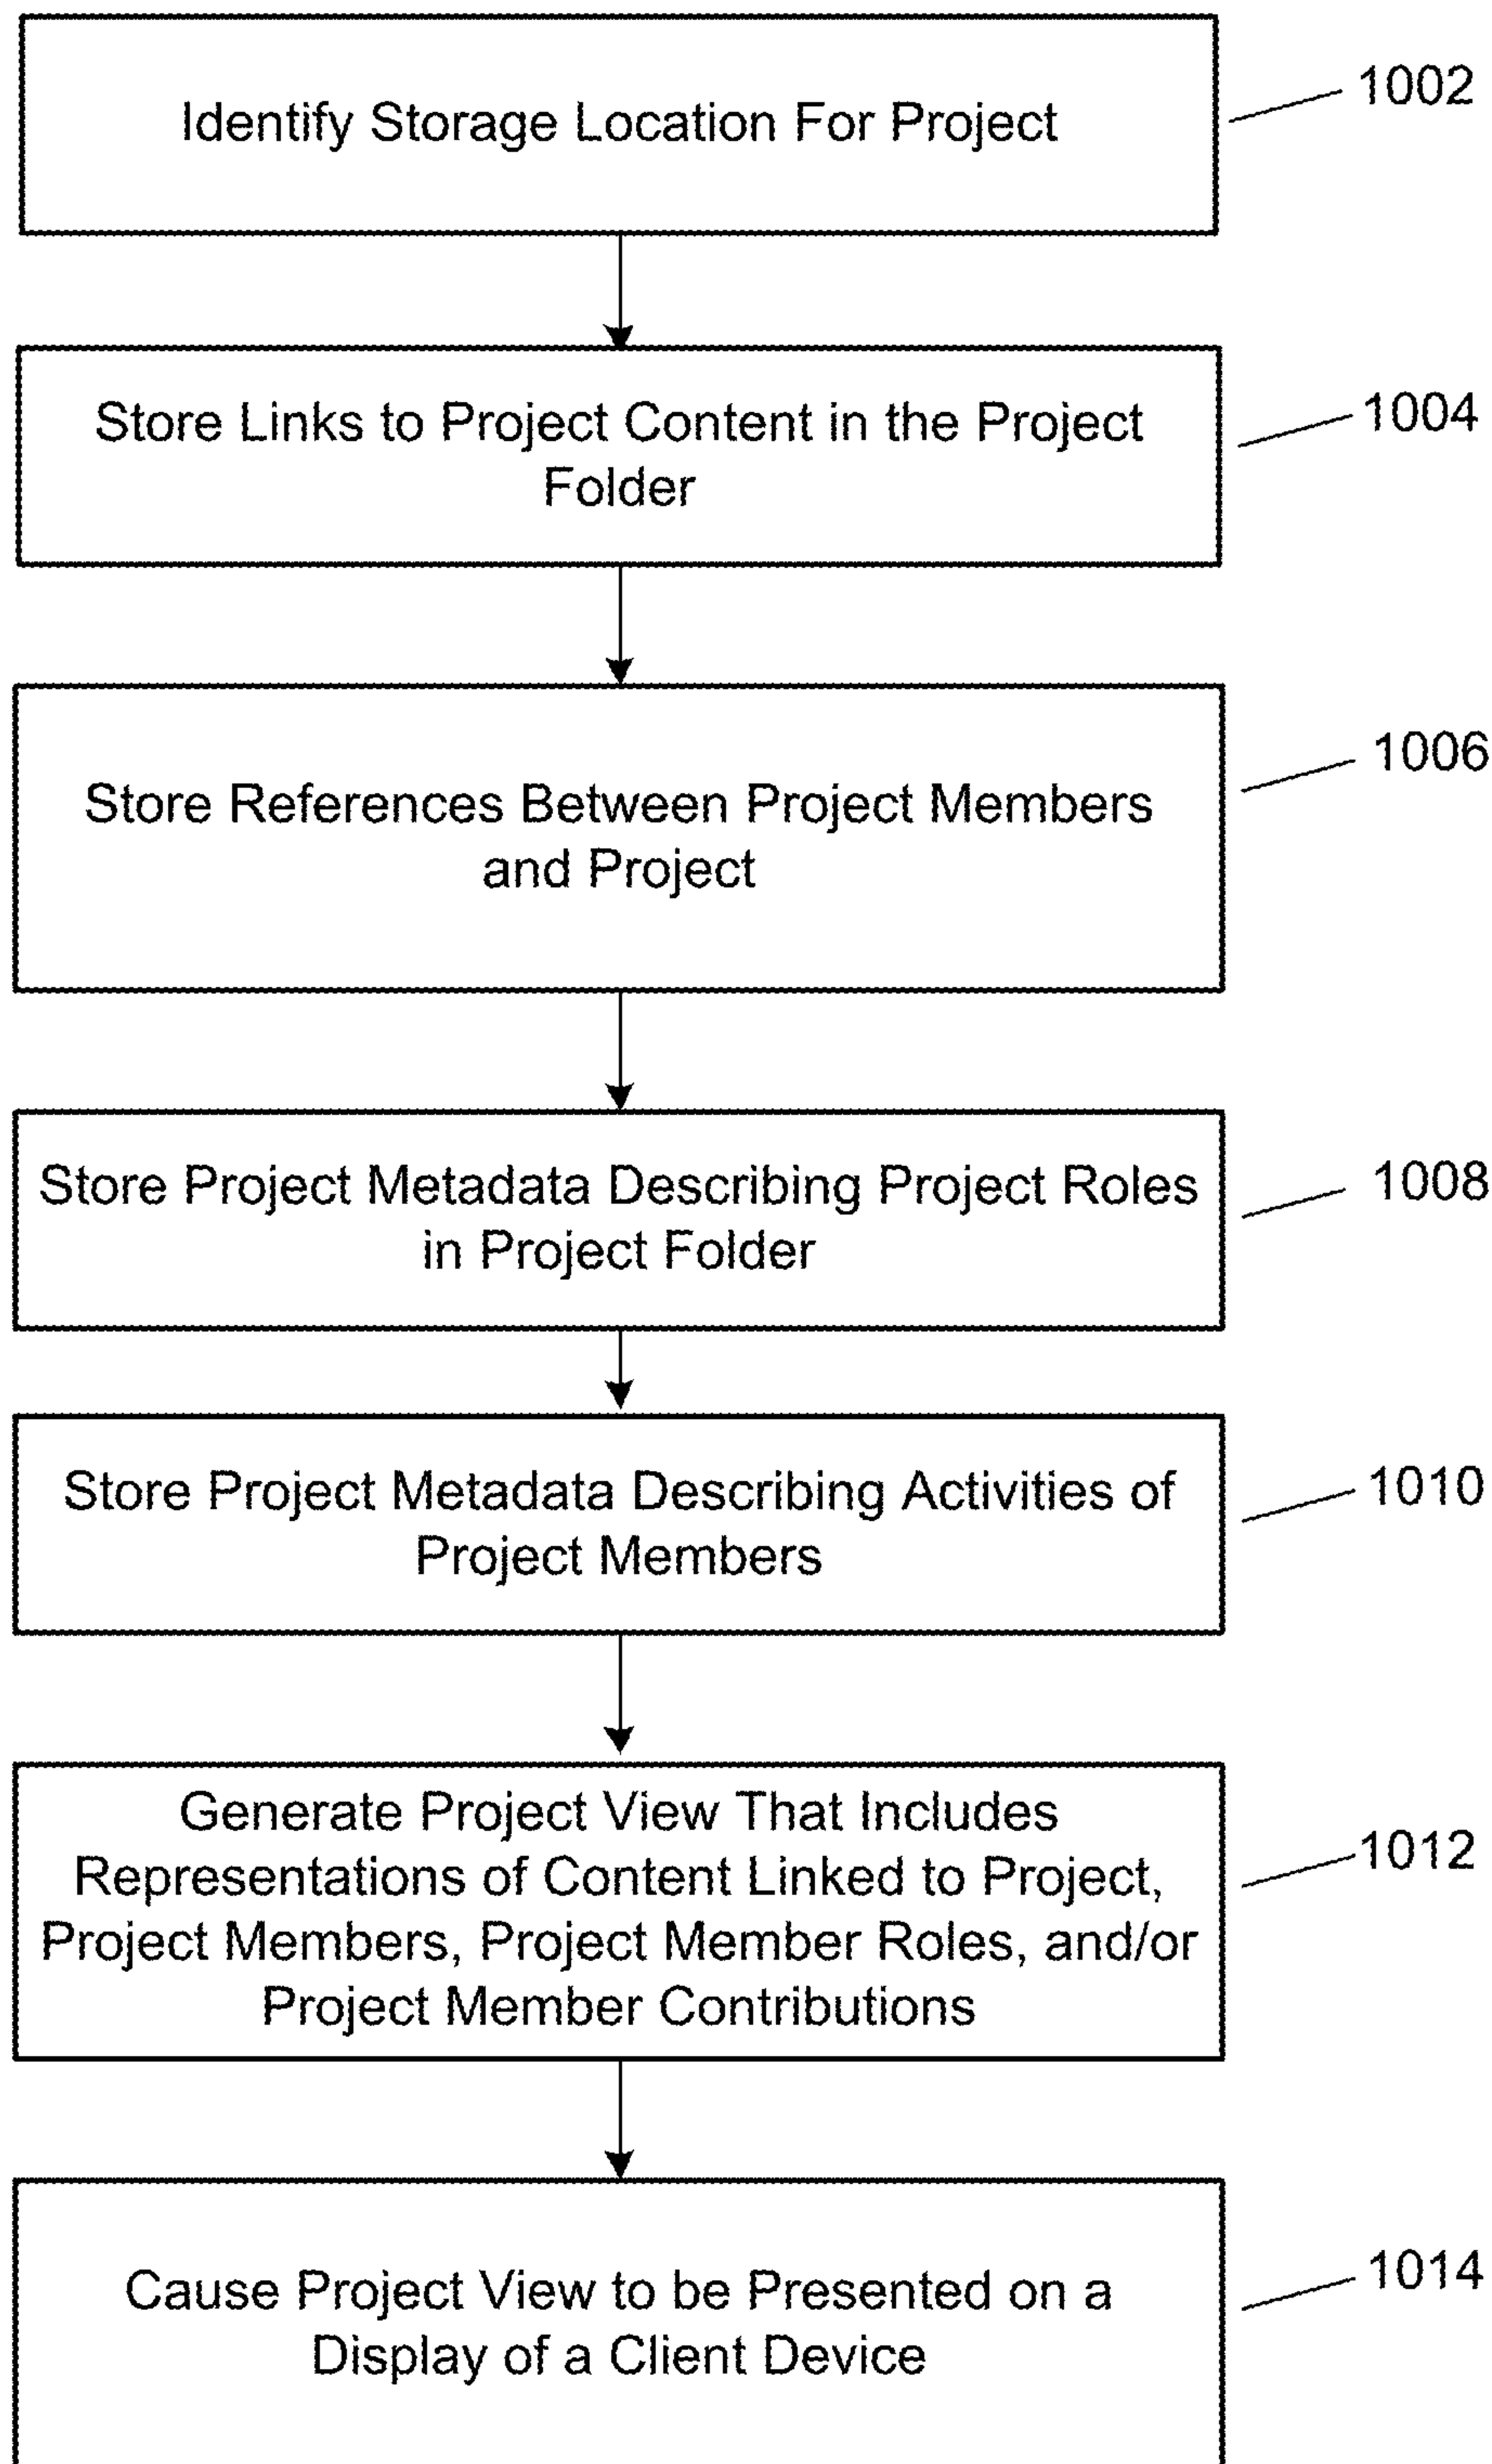 Identify Storage Location For Project
1002
Store Links to Project Content in the Project
Folder
1004
Store References Between Project Members
and Project
1006
Store Project Metadata Describing Project Roles
in Project Folder
1008
Store Project Metadata Describing Activities of
Project Members
1010
Generate Project View That Includes
Representations of Content Linked to Project,
Project Members, Project Member Roles, and/or
Project Member Contributions
1012
Cause Project View to be Presented on a
Display of a Client Device
1014